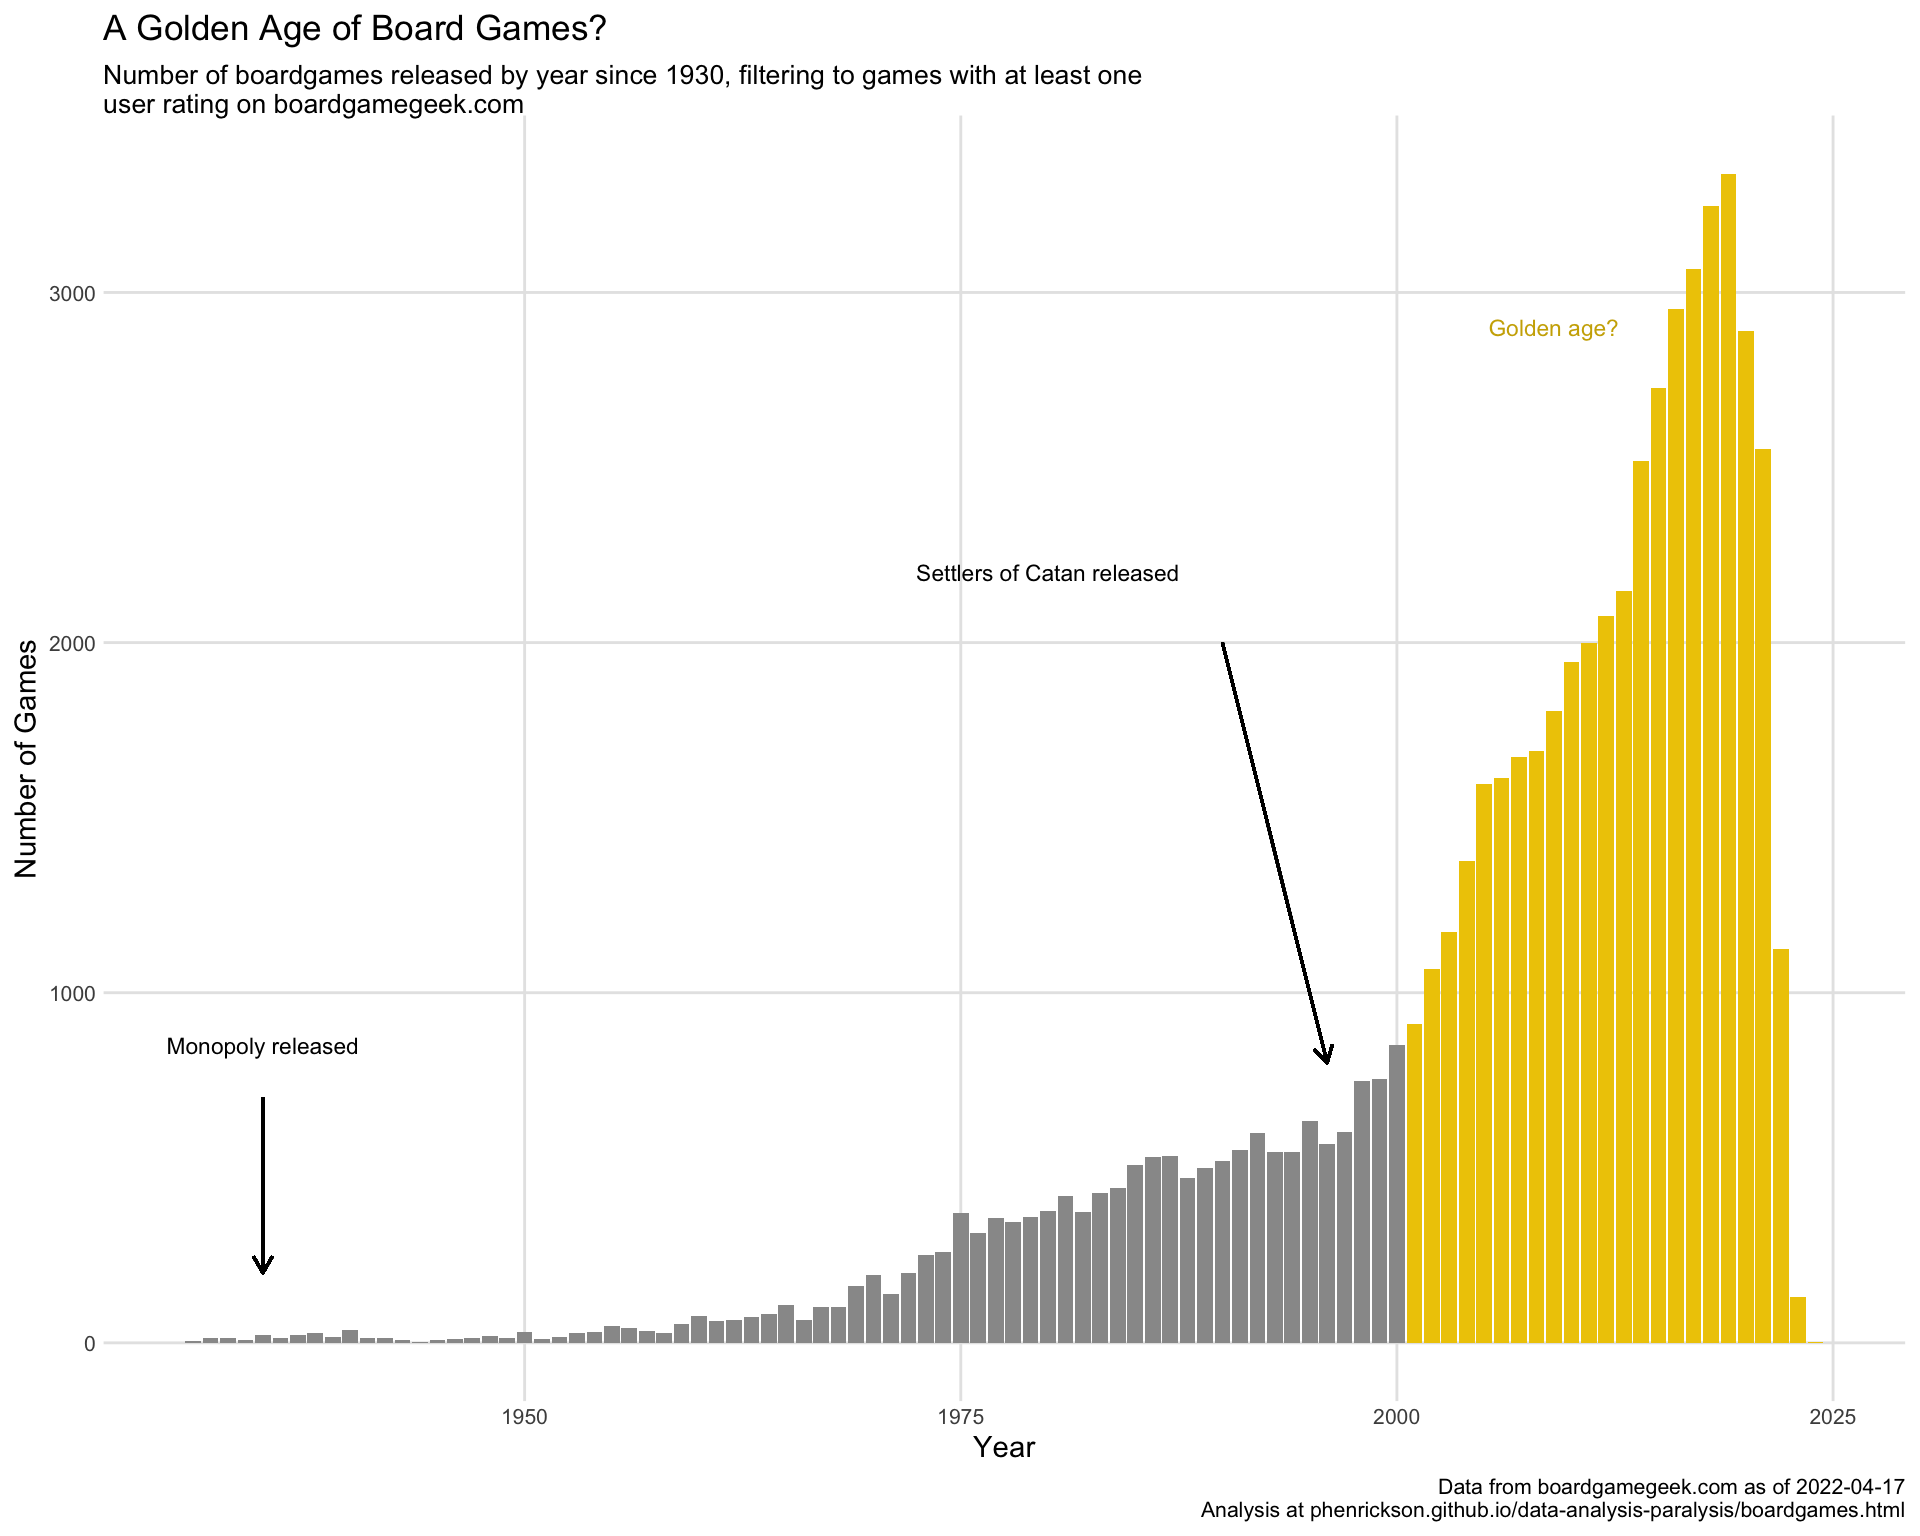 A Golden Age of Board Games?
Number of boardgames released by year since 1930, filtering to games with at least one
user rating on boardgamegeek.com
3000
Golden age?
Settlers of Catan released
2000
Number of Games
1000
Monopoly released
0
1950
1975
2000
2025
Year
Data from boardgamegeek.com as of 2022-04-17
Analysis at phenrickson.github.io/data-analysis-paralysis/boardgames.html